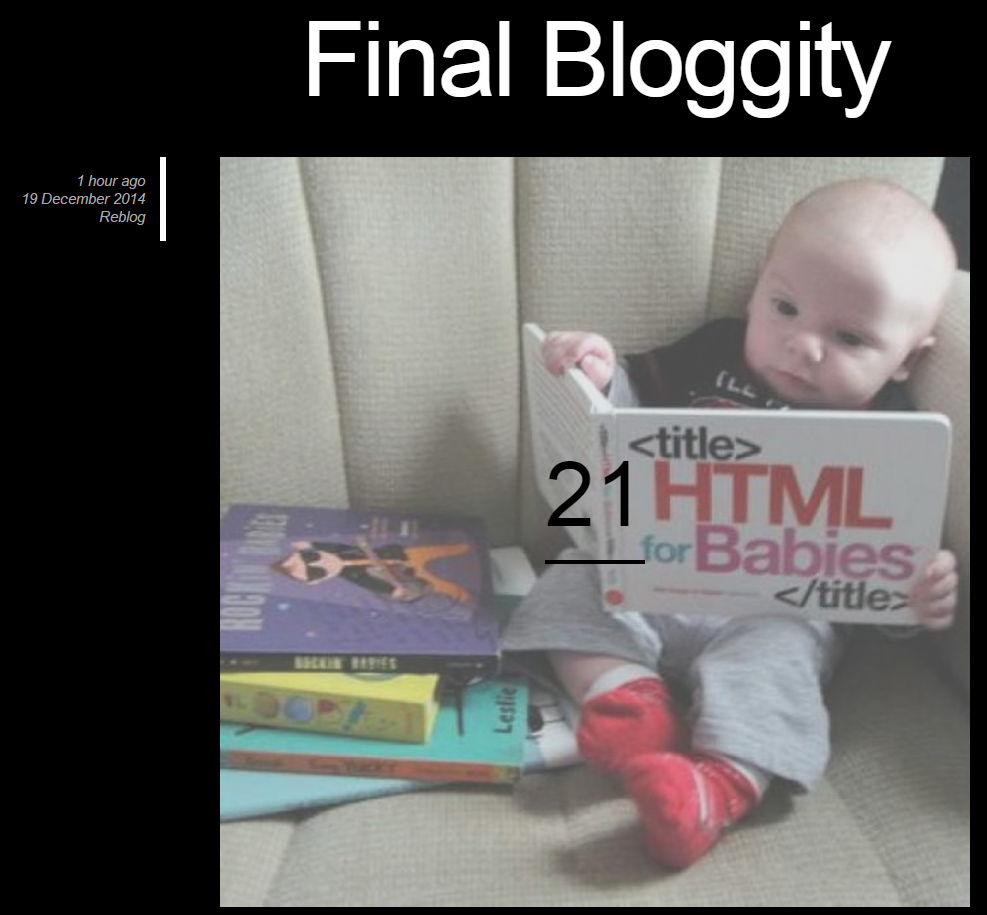 Final Bloggity
1 hour ago
19 December 2014
Reblog
<title>
HTML
for Babies
</title>
21
ROCKIN' BABIES
ROCKIN' BABIES
Leslie